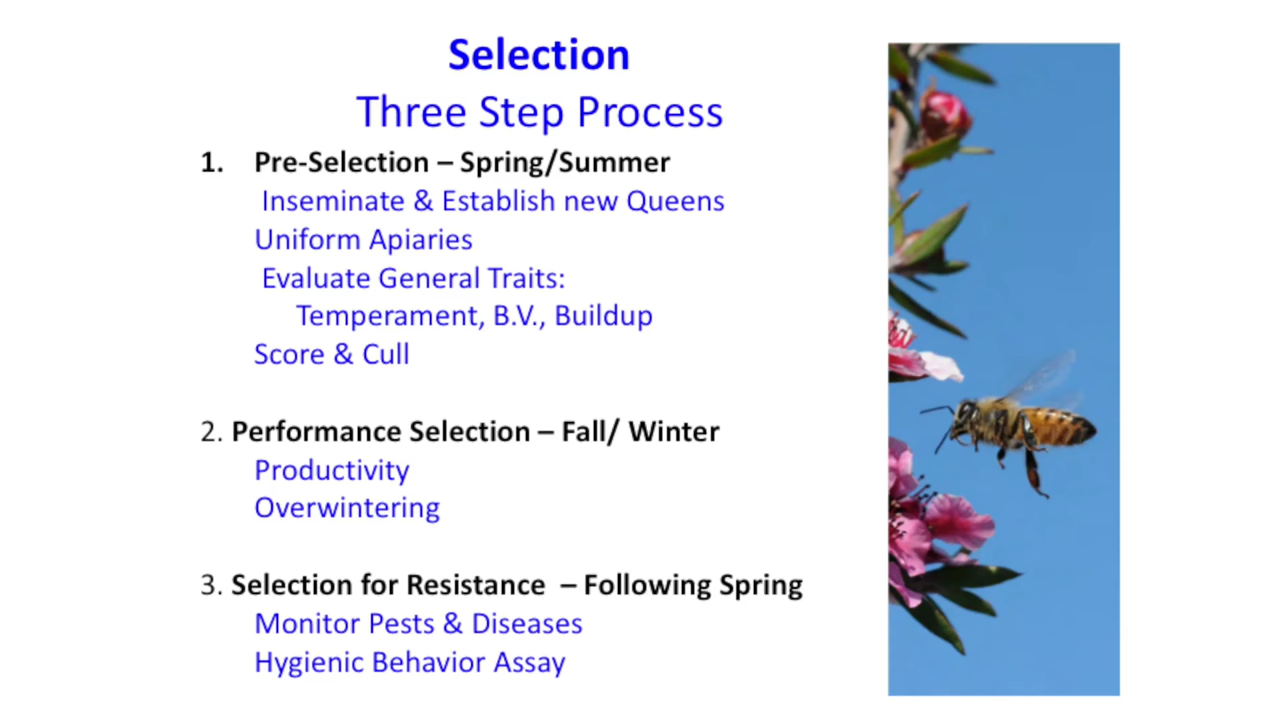 Selection
Three Step Process
1. Pre-Selection – Spring/Summer
Inseminate & Establish new Queens
Uniform Apiaries
Evaluate General Traits:
Temperament, B.V., Buildup
Score & Cull
2. Performance Selection – Fall/ Winter
Productivity
Overwintering
3. Selection for Resistance – Following Spring
Monitor Pests & Diseases
Hygienic Behavior Assay